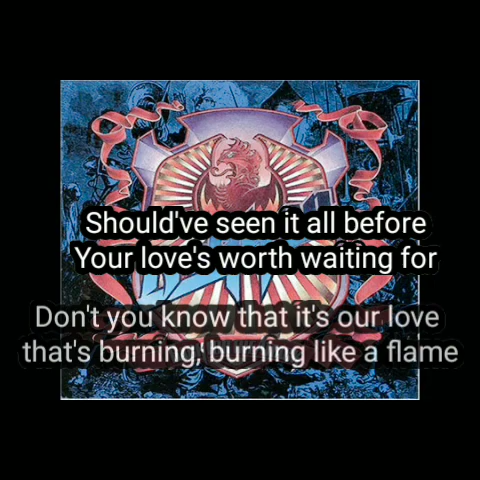 Should've seen it all before
Your love's worth waiting for
Don't you know that it's our love
that's burning, burning like a flame